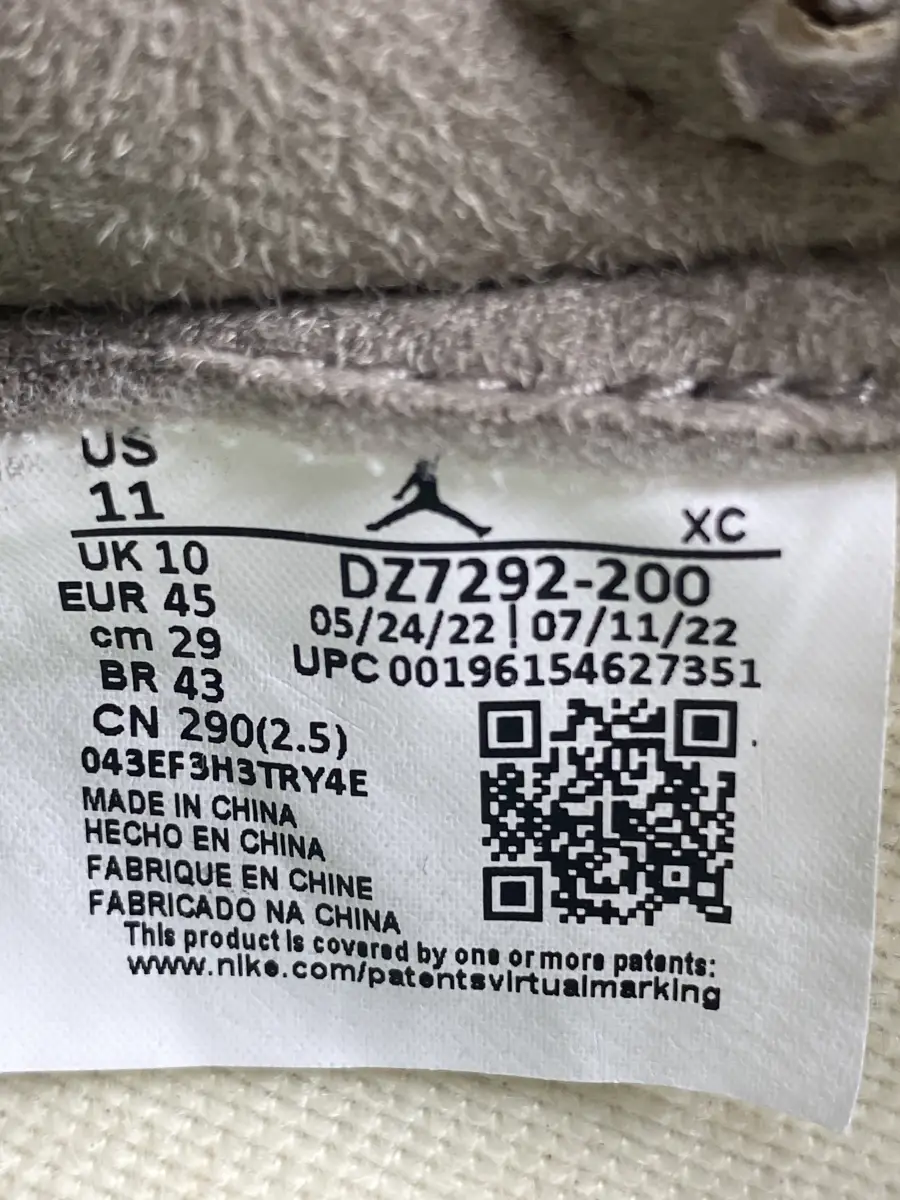 US
11
XC
UK 10
DZ7292-200
EUR 45
05/24/22 | 07/11/22
cm 29
UPC 00196154627351
BR 43
CN 290(2.5)
043EF3H3TRY4E
MADE IN CHINA
HECHO EN CHINA
FABRIQUE EN CHINE
FABRICADO NA CHINA
This product is covered by one or more patents:
www.nike.com/patentsvirtualmarking